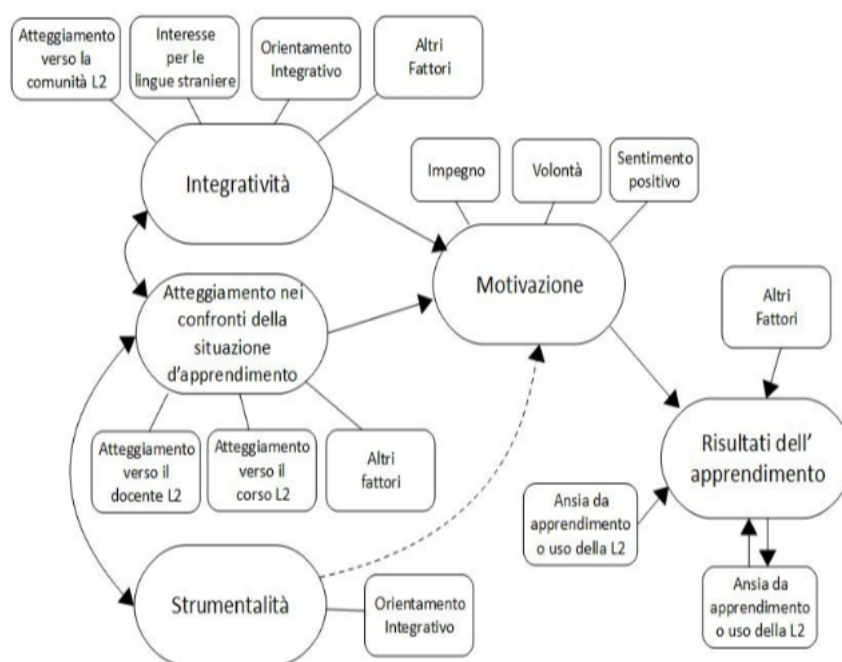 Atteggiamento
verso la
comunità L2
Interesse
per le
lingue straniere
Orientamento
Integrativo
Altri
Fattori
Integratività
Impegno
Volontà
Sentimento
positivo
Motivazione
Atteggiamento nei
confronti della
situazione
d'apprendimento
Altri
Fattori
Atteggiamento
verso il
docente L2
Atteggiamento
verso il
corso L2
Altri
fattori
Risultati dell'
apprendimento
Ansia da
apprendimento
o uso della L2
Strumentalità
Orientamento
Integrativo
Ansia da
apprendimento
o uso della L2